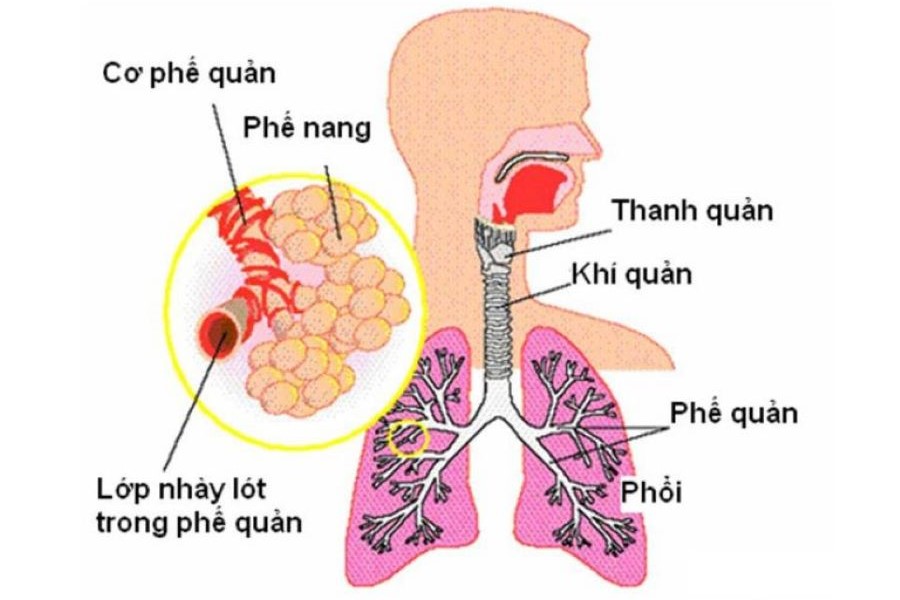 Cơ phế quản
Phế nang
Thanh quản
Khí quản
Phế quản
Phổi
Lớp nhày lót
trong phế quản